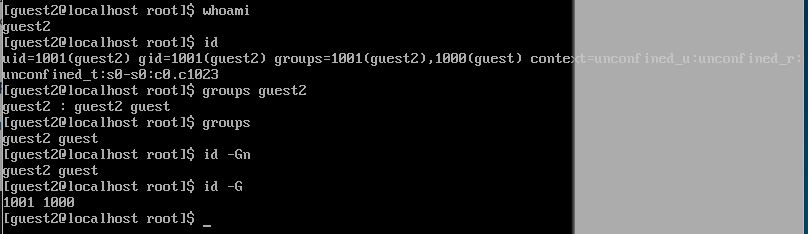 [guest2@localhost root]$ whoami
guest2
[guest2@localhost root]$ id
uid=1001(guest2) gid=1001(guest2) groups=1001(guest2),1000(guest) context=unconfined_u:unconfined_r:
unconfined_t:s0-s0:c0.c1023
[guest2@localhost root]$ groups guest2
guest2 : guest2 guest
[guest2@localhost root]$ groups
guest2 guest
[guest2@localhost root]$ id -Gn
guest2 guest
[guest2@localhost root]$ id -G
1001 1000
[guest2@localhost root]$ _